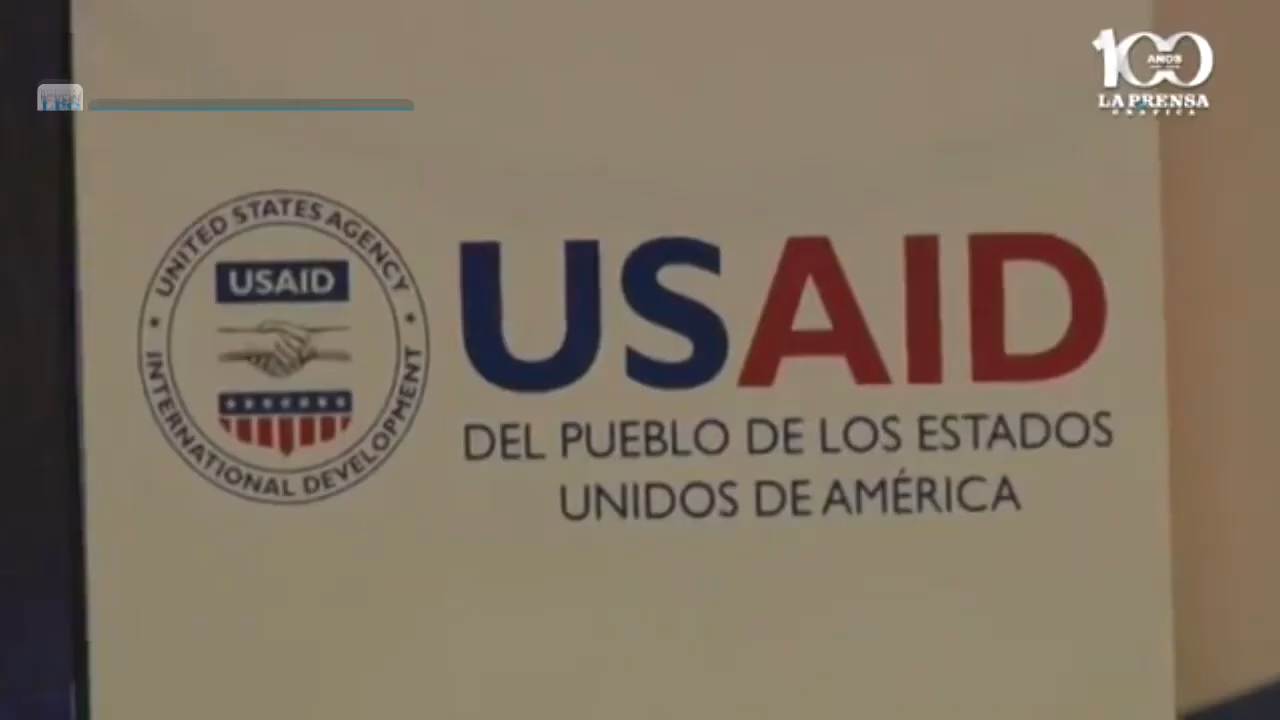 100
AÑOS
LA PRENSA
GRÁFICA
UNITED STATES AGENCY
USAID
INTERNATIONAL DEVELOPMENT
USAID
DEL PUEBLO DE LOS ESTADOS
UNIDOS DE AMÉRICA